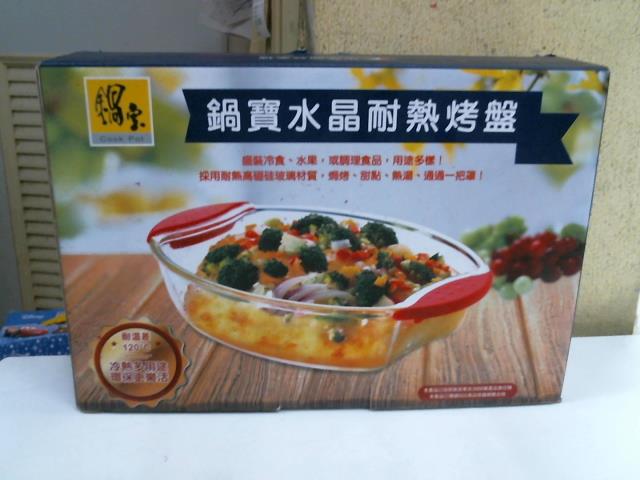 鍋寶
Cook Pot
鍋寶水晶耐熱烤盤
盛裝冷食、水果，或調理食品，用途多樣！
採用耐熱高硼硅玻璃材質，焗烤、甜點、熱湯，通通一把罩！
耐溫差
120℃
冷熱多用途
環保更樂活